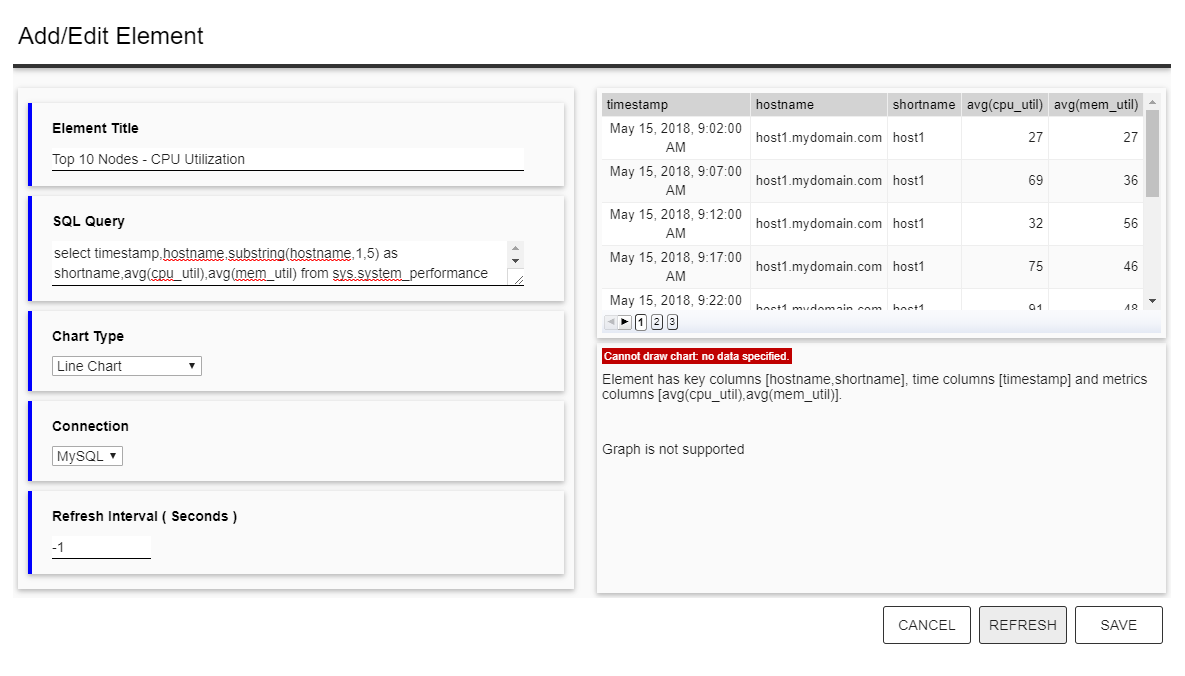 Add/Edit Element
Element Title
Top 10 Nodes - CPU Utilization
SQL Query
select timestamp,hostname,substring(hostname,1,5) as
shortname,avg(cpu_util),avg(mem_util) from sys.system_performance
Chart Type
Line Chart
Connection
MySQL
Refresh Interval ( Seconds )
-1
timestamp hostname shortname avg(cpu_util) avg(mem_util)
May 15, 2018, 9:02:00
AM
host1.mydomain.com host1 27 27
May 15, 2018, 9:07:00
AM
host1.mydomain.com host1 69 36
May 15, 2018, 9:12:00
AM
host1.mydomain.com host1 32 56
May 15, 2018, 9:17:00
AM
host1.mydomain.com host1 75 46
May 15, 2018, 9:22:00
host1.mydomain.com host1 91 48
1 2 3
Cannot draw chart: no data specified.
Element has key columns [hostname,shortname], time columns [timestamp] and metrics
columns [avg(cpu_util),avg(mem_util)].
Graph is not supported
CANCEL REFRESH SAVE